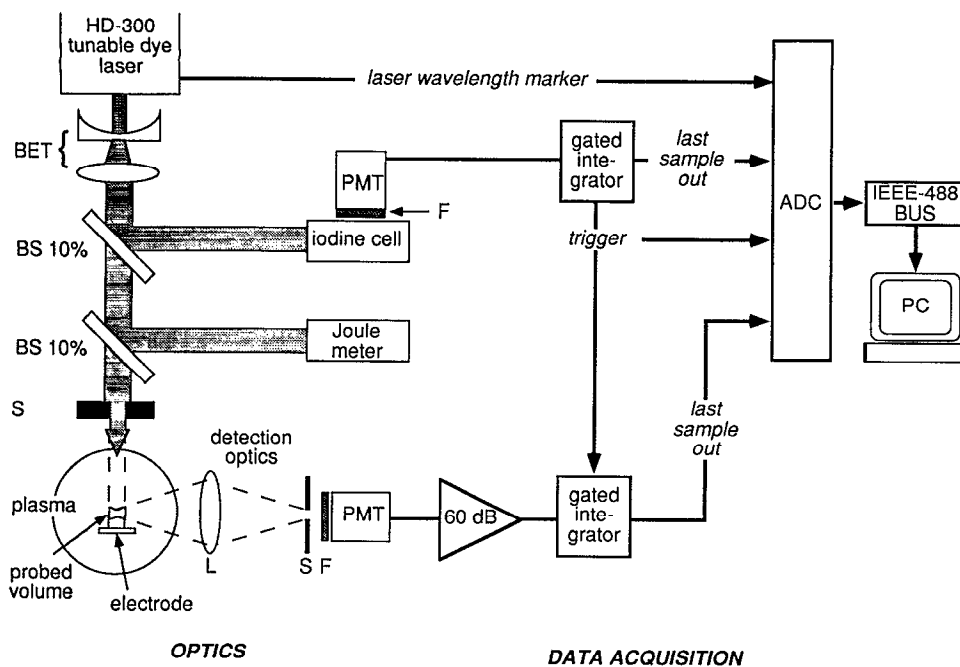 HD-300
tunable dye
laser
laser wavelength marker
BET
PMT
F
iodine cell
BS 10%
gated
inte-
grator
last
sample
out
trigger
ADC
IEEE-488
BUS
PC
BS 10%
Joule
meter
S
detection
optics
plasma
probed
volume
electrode
L
S
F
PMT
60 dB
gated
inte-
grator
last
sample
out
OPTICS
DATA ACQUISITION